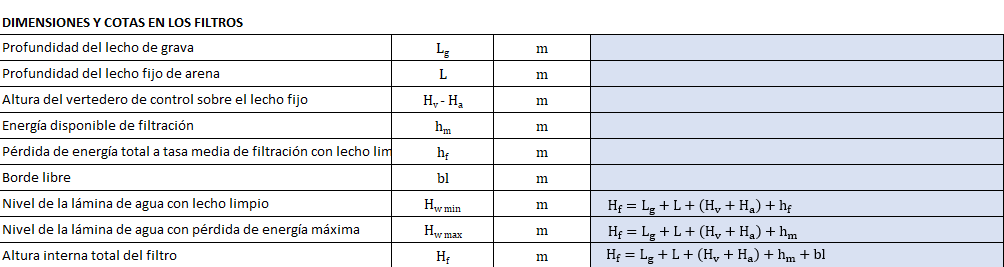 DIMENSIONES Y COTAS EN LOS FILTROS
Profundidad del lecho de grava L_g m
Profundidad del lecho fijo de arena L m
Altura del vertedero de control sobre el lecho fijo H_v - H_a m
Energía disponible de filtración h_m m
Pérdida de energía total a tasa media de filtración con lecho lim h_f m
Borde libre bl m
Nivel de la lámina de agua con lecho limpio H_w min m H_f = L_g + L + (H_v + H_a) + h_f
Nivel de la lámina de agua con pérdida de energía máxima H_w max m H_f = L_g + L + (H_v + H_a) + h_m
Altura interna total del filtro H_f m H_f = L_g + L + (H_v + H_a) + h_m + bl